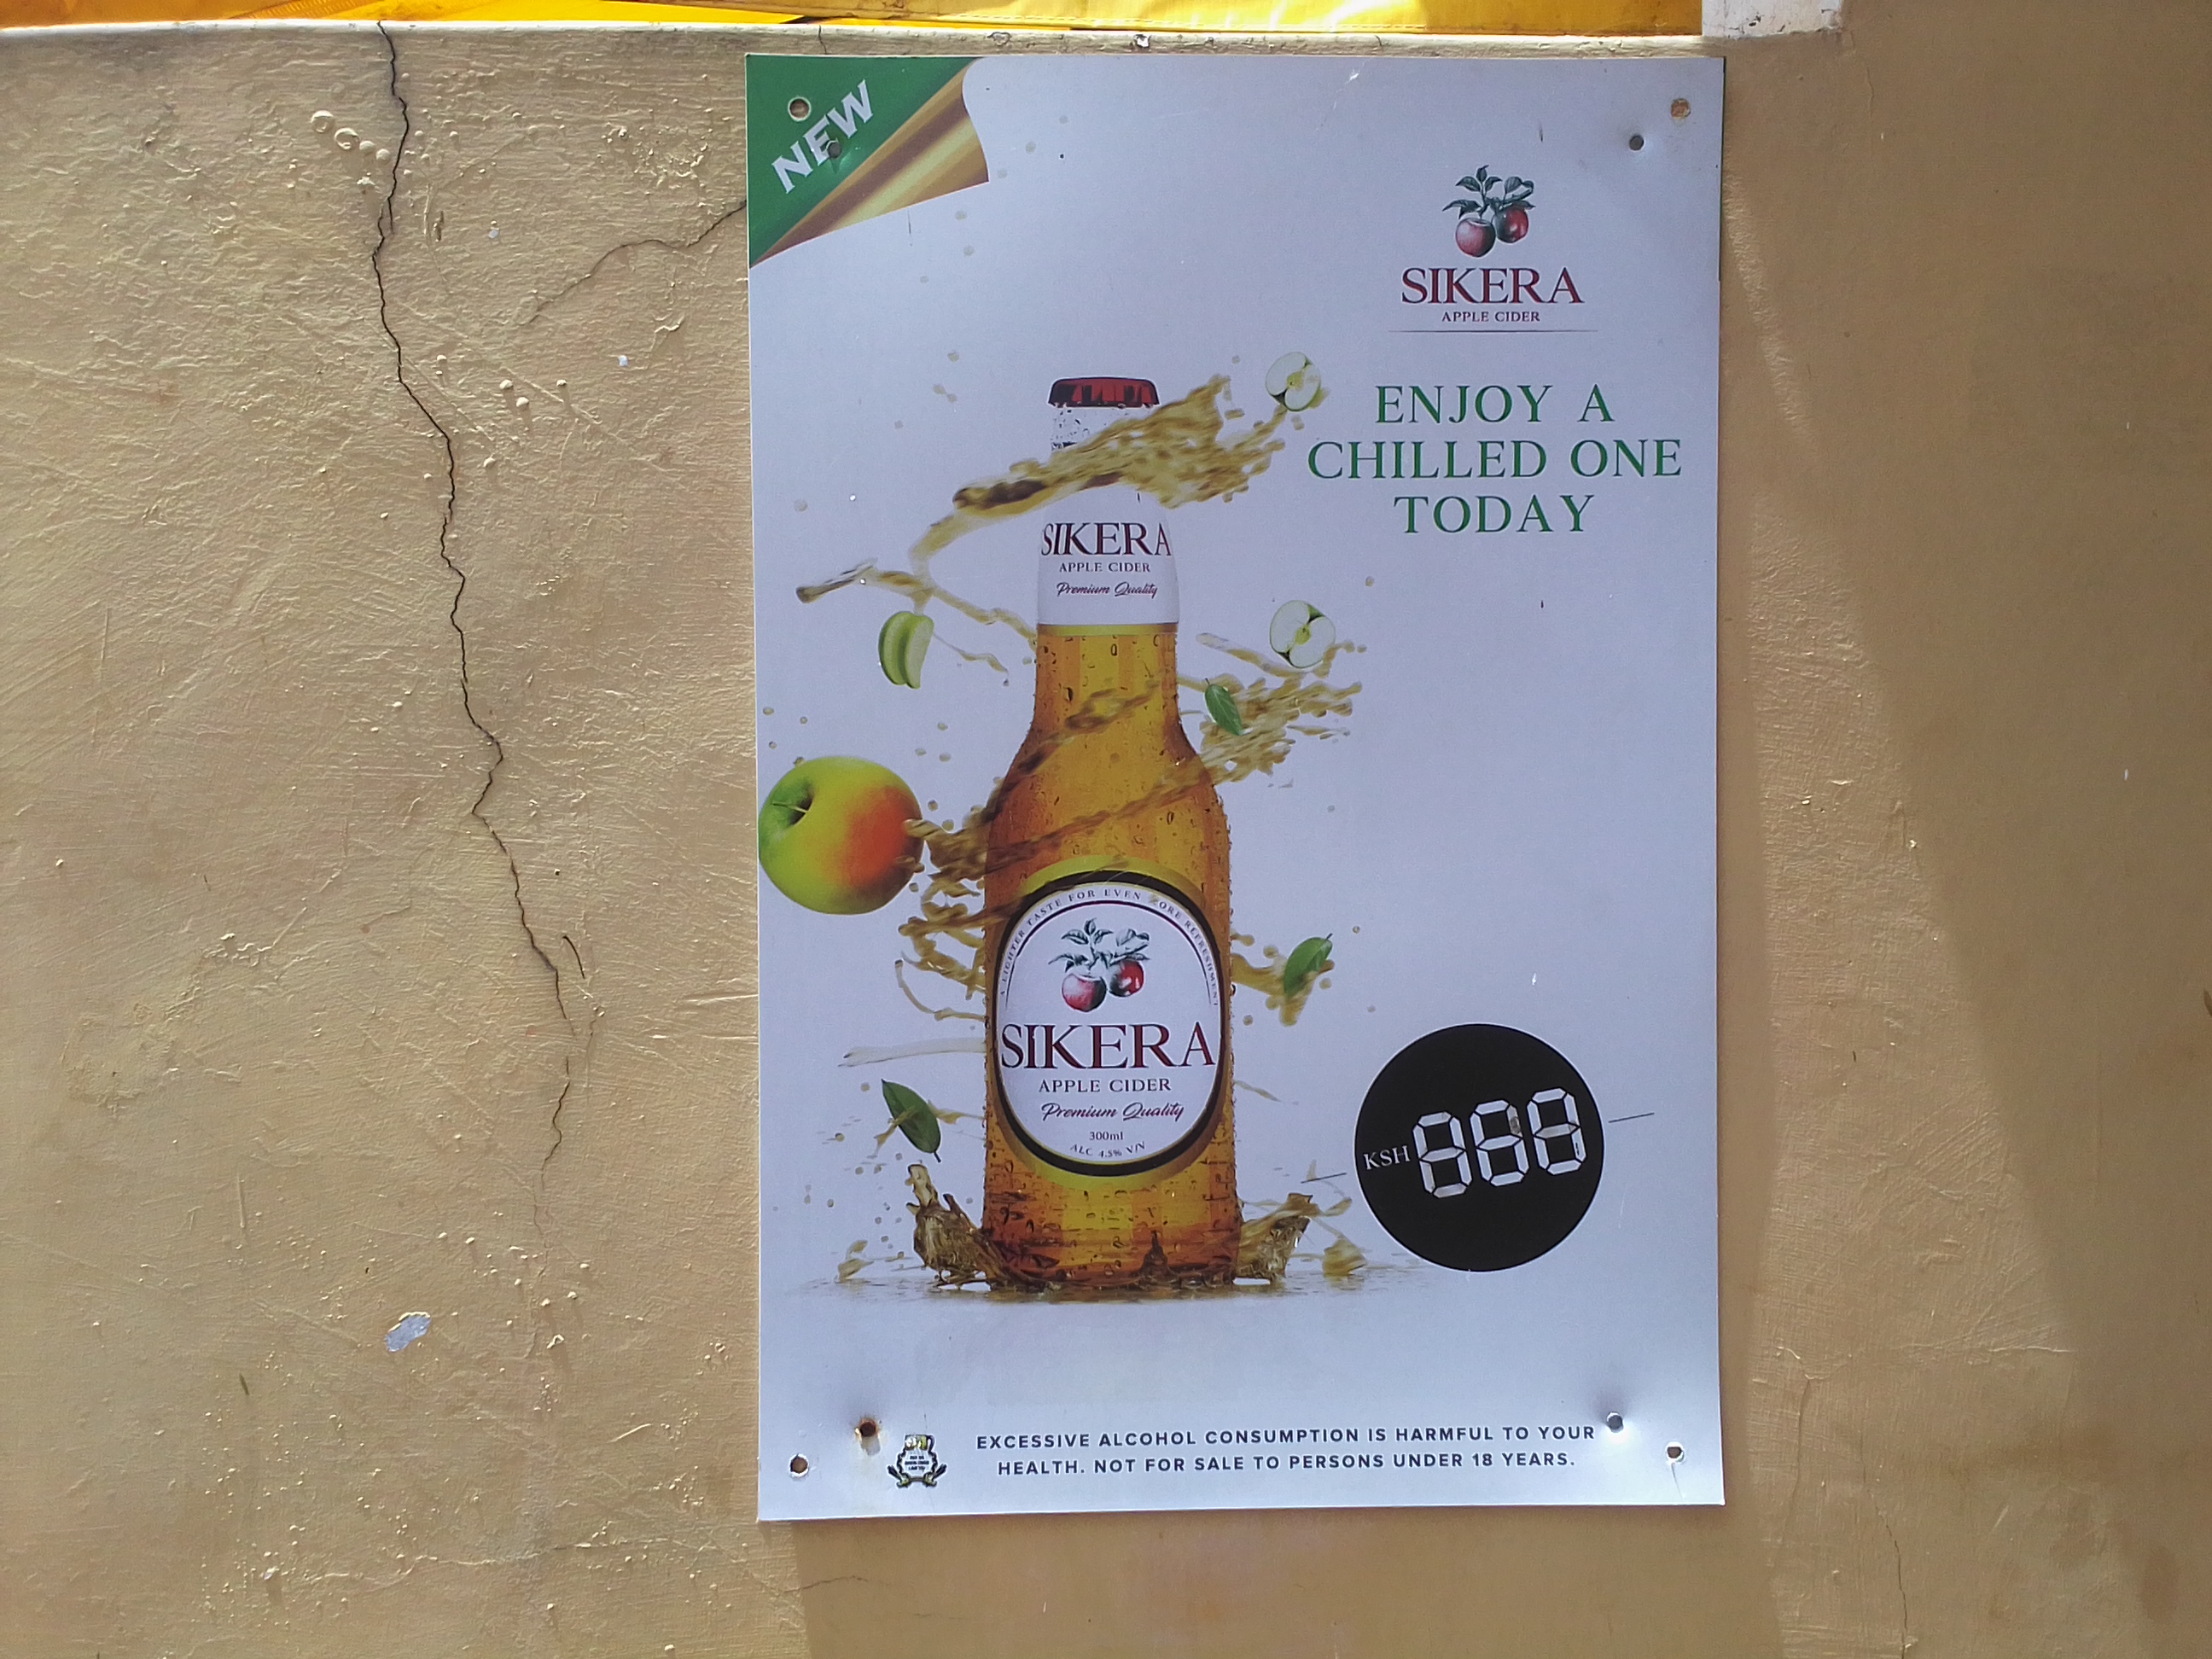 NEW
SIKERA
APPLE CIDER
ENJOY A
CHILLED ONE
TODAY
SIKERA
APPLE CIDER
Premium Quality
A LIGHTER TASTE FOR EVEN MORE REFRESHMENT
SIKERA
APPLE CIDER
Premium Quality
300ml
ALC 4.5% V/V
KSH 888
EXCESSIVE ALCOHOL CONSUMPTION IS HARMFUL TO YOUR
HEALTH. NOT FOR SALE TO PERSONS UNDER 18 YEARS.